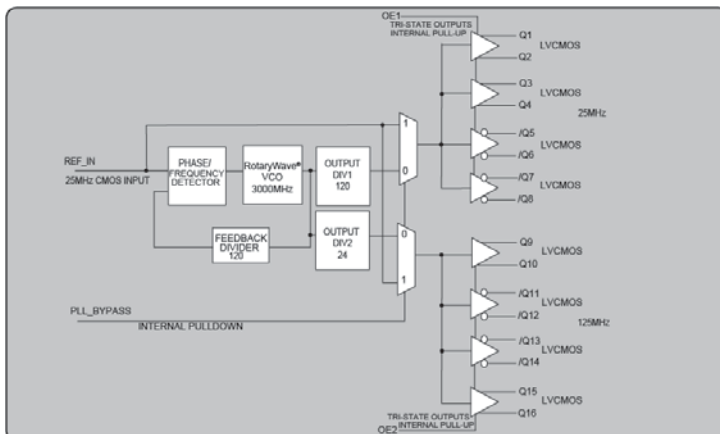 OE1
TRI-STATE OUTPUTS
INTERNAL PULL-UP
Q1
LVCMOS
Q2
Q3
LVCMOS
Q4
25MHz
/Q5
LVCMOS
/Q6
/Q7
LVCMOS
/Q8
1
0
REF_IN
25MHz CMOS INPUT
PHASE/
FREQUENCY
DETECTOR
RotaryWave®
VCO
3000MHz
OUTPUT
DIV1
120
OUTPUT
DIV2
24
FEEDBACK
DIVIDER
120
0
1
PLL_BYPASS
INTERNAL PULLDOWN
Q9
LVCMOS
Q10
/Q11
LVCMOS
/Q12
125MHz
/Q13
LVCMOS
/Q14
Q15
LVCMOS
Q16
TRI-STATE OUTPUTS
INTERNAL PULL-UP
OE2